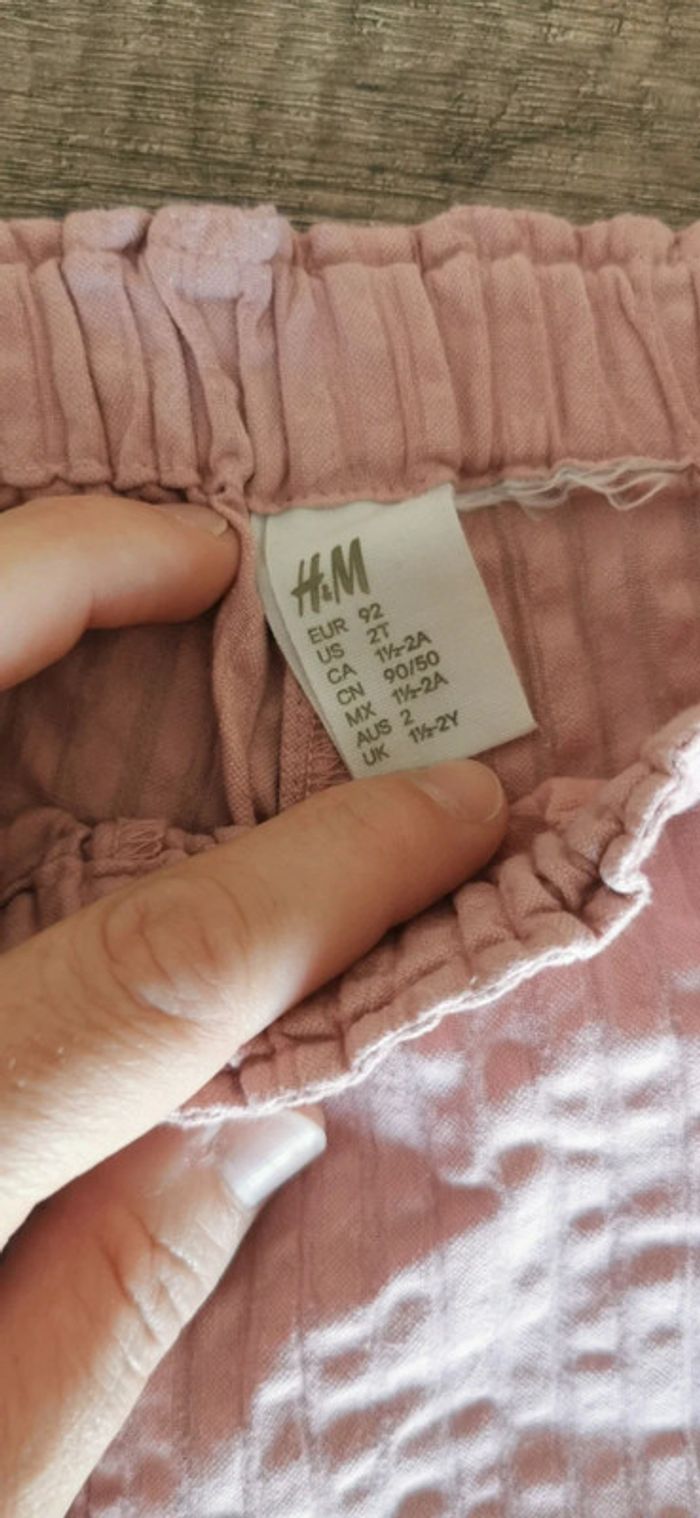 H&M
EUR 92
US 2T
CA 1½-2A
CN 90/50
MX 1½-2A
AUS 2
UK 1½-2Y